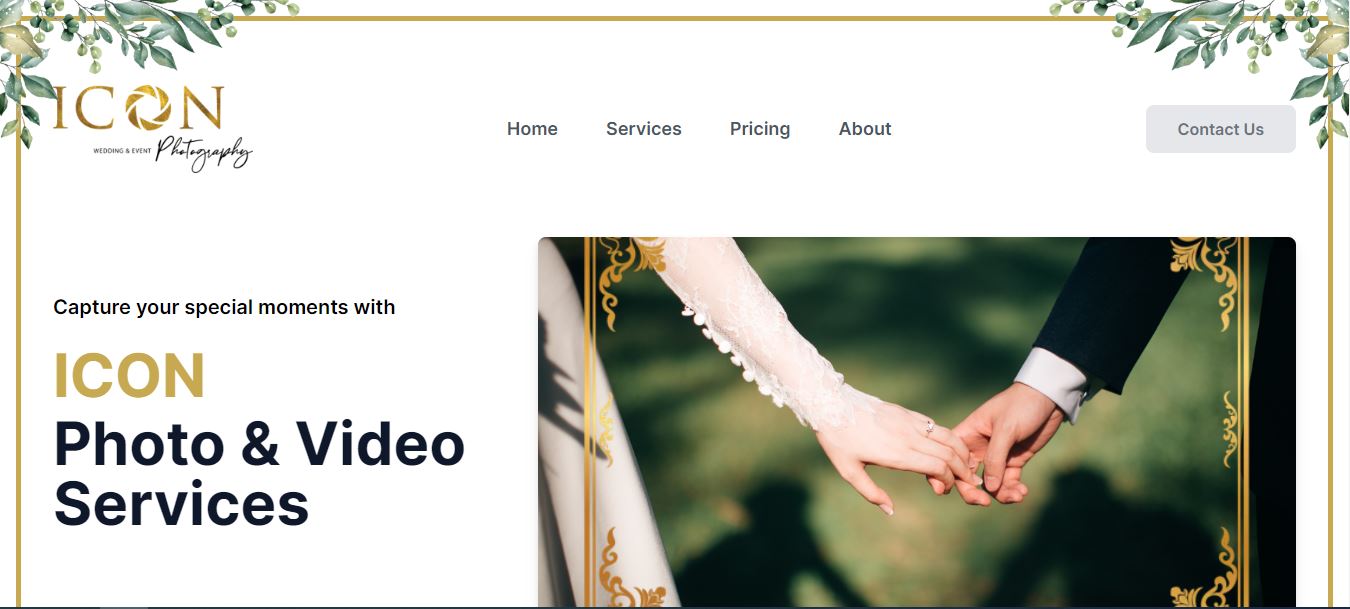 ICON
WEDDING & EVENT Photography
Home Services Pricing About
Contact Us
Capture your special moments with
ICON
Photo & Video
Services